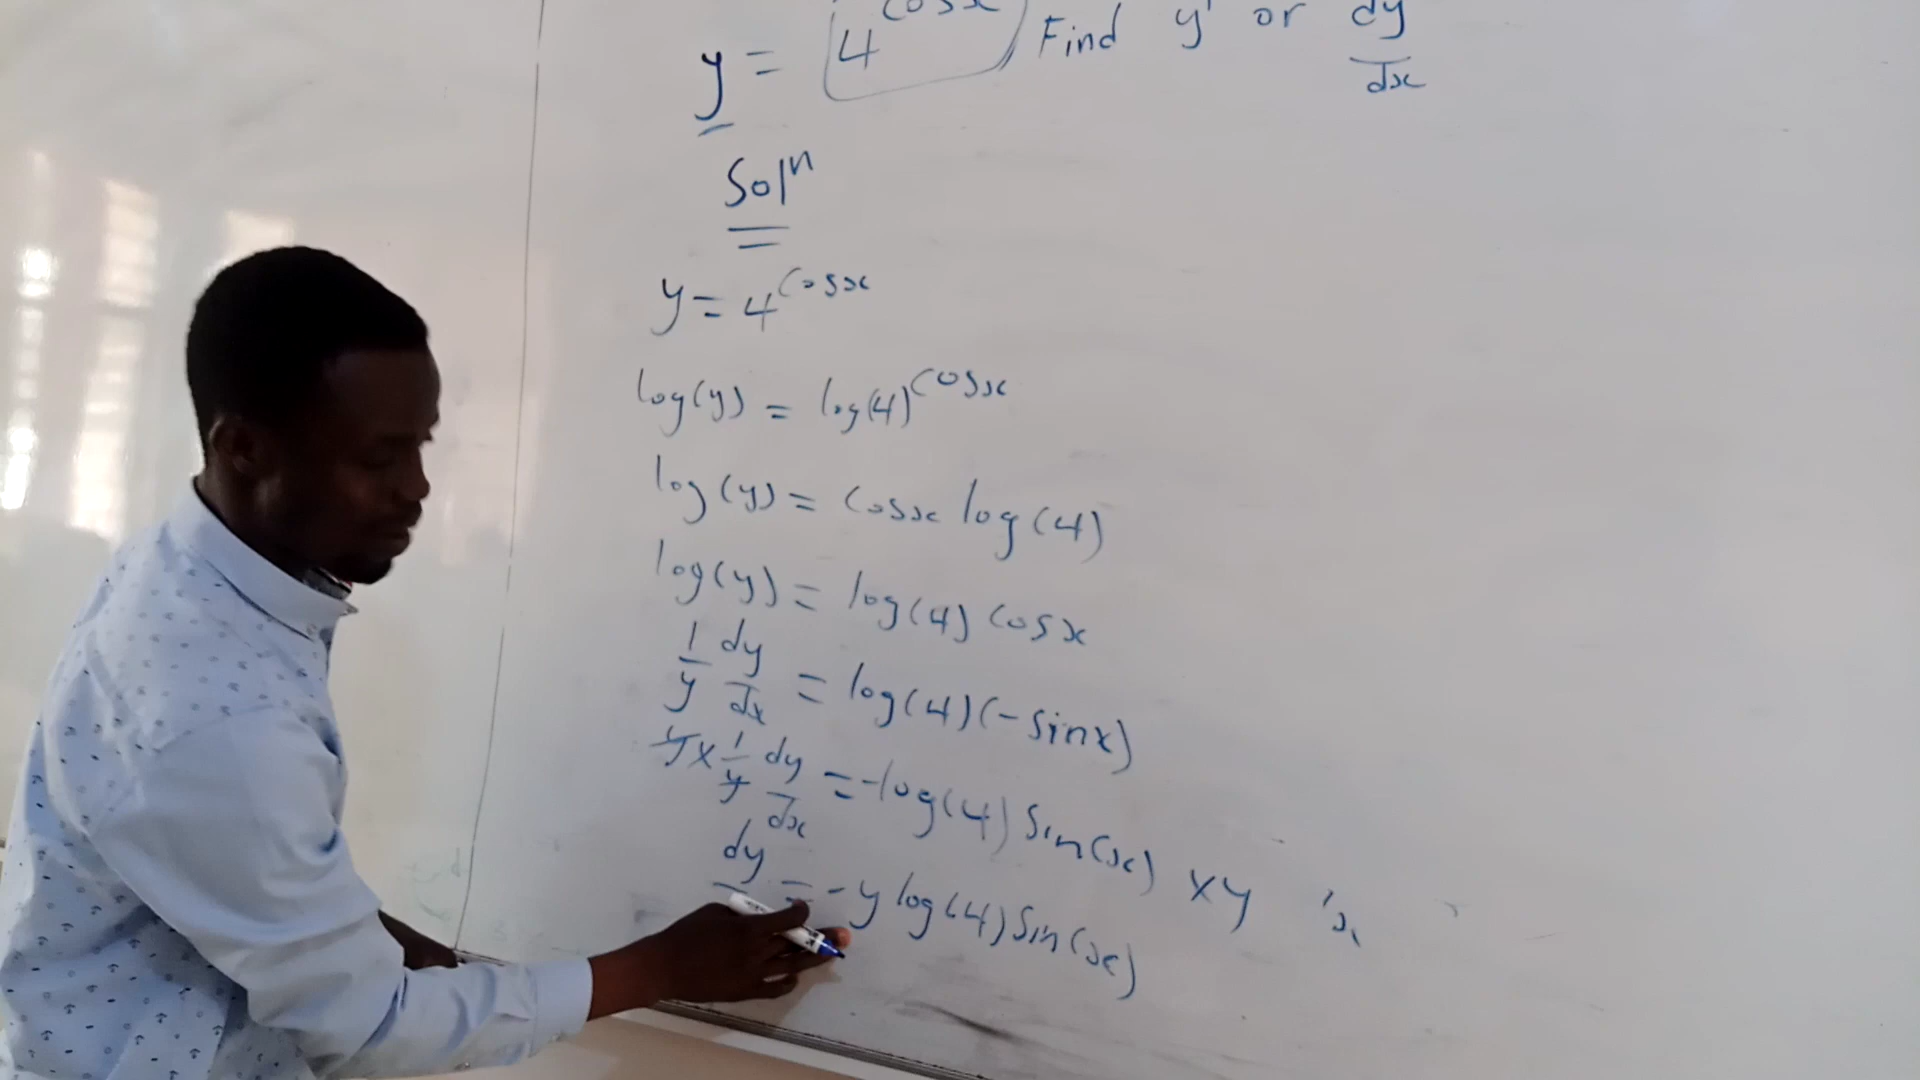 y = 4^cosx Find y' or dy/dx
Solⁿ
y = 4^cosx
log(y) = log(4)^cosx
log(y) = cosx log(4)
log(y) = log(4) cosx
1/y dy/dx = log(4)(-sinx)
y x 1/y dy/dx = -log(4) Sin(x) x y
dy = -y log(4) Sin(x)